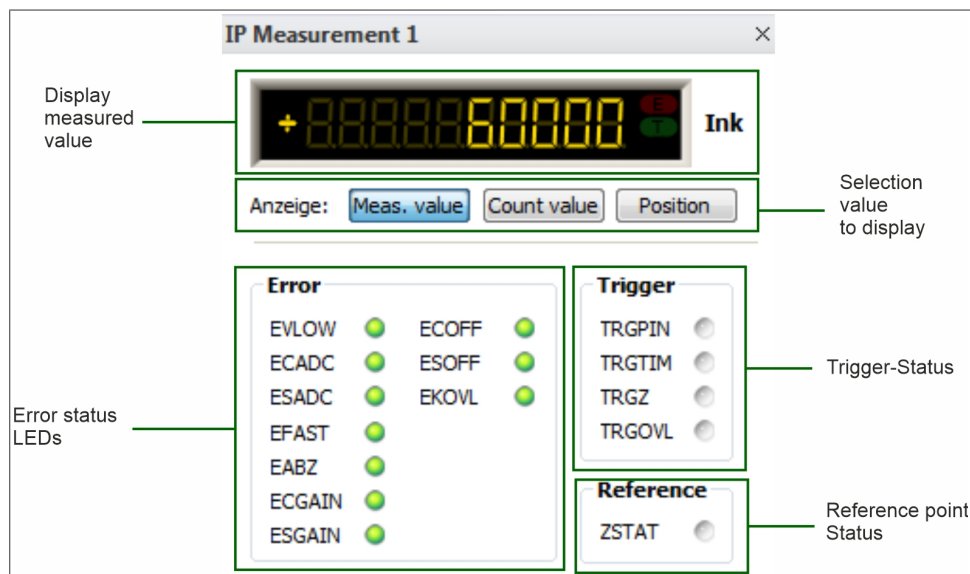 IP Measurement 1 ×
Display
measured
value
+ 60000 E
T
Ink
Anzeige: Meas. value Count value Position
Selection
value
to display
Error
EVLOW ECOFF
ECADC ESOFF
ESADC EKOVL
EFAST
EABZ
ECGAIN
ESGAIN
Error status
LEDs
Trigger
TRGPIN
TRGTIM
TRGZ
TRGOVL
Trigger-Status
Reference
ZSTAT
Reference point
Status